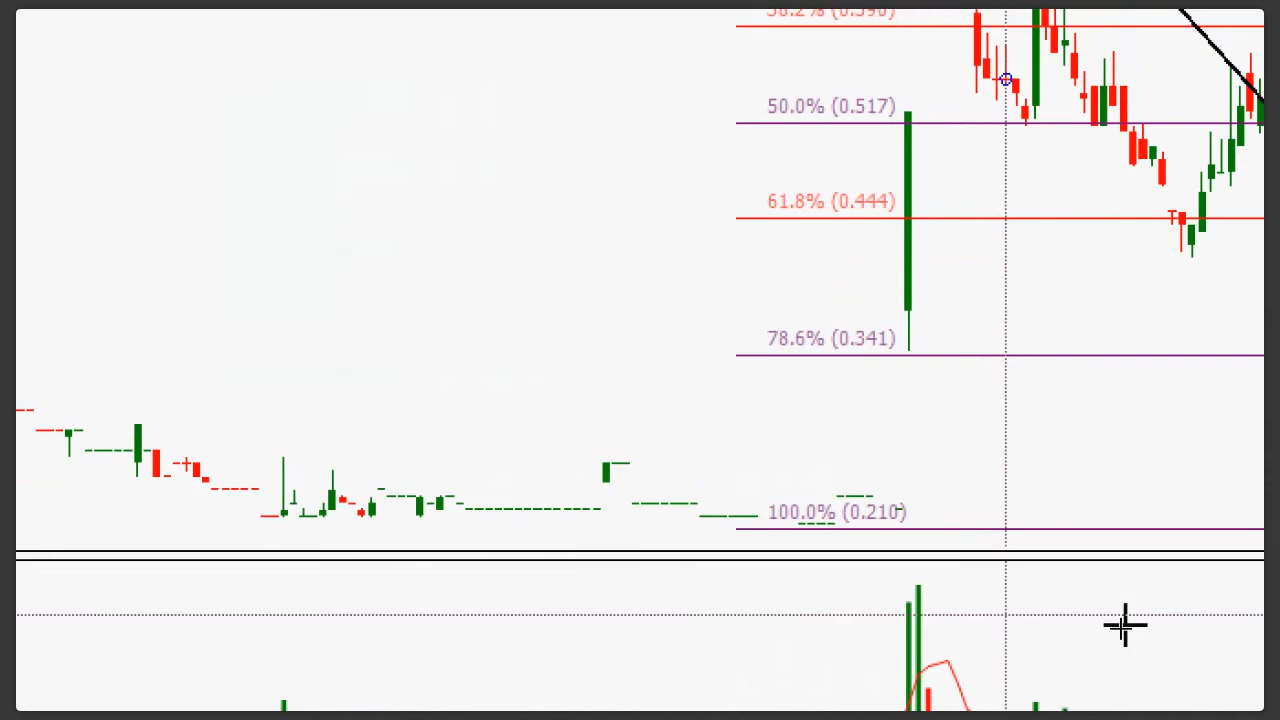 50.0% (0.517)
61.8% (0.444)
78.6% (0.341)
100.0% (0.210)